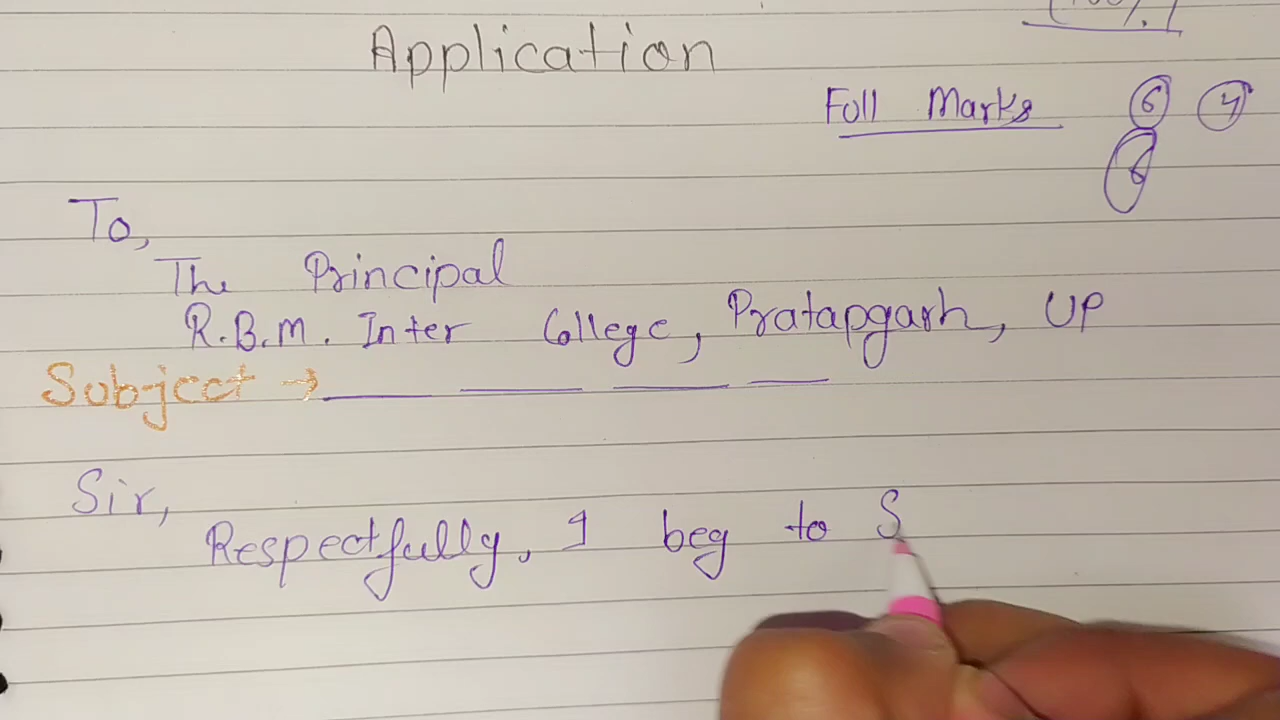 Application
Full Marks 6 4
6
To,
The Principal
R.B.M. Inter College, Pratapgarh, UP
Subject →
Sir,
Respectfully, I beg to S